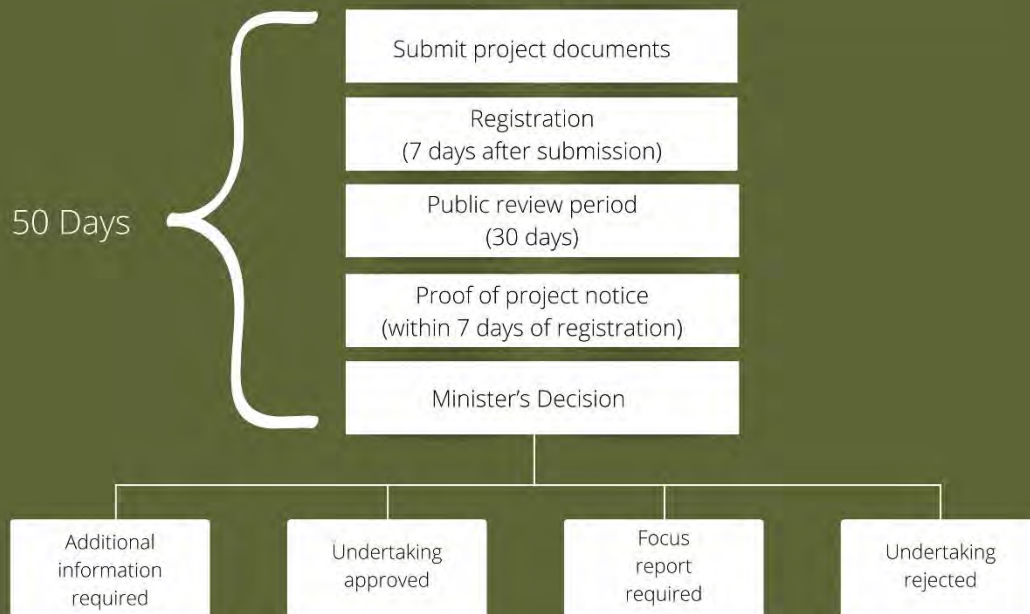 50 Days
Submit project documents
Registration
(7 days after submission)
Public review period
(30 days)
Proof of project notice
(within 7 days of registration)
Minister’s Decision
Additional
information
required
Undertaking
approved
Focus
report
required
Undertaking
rejected